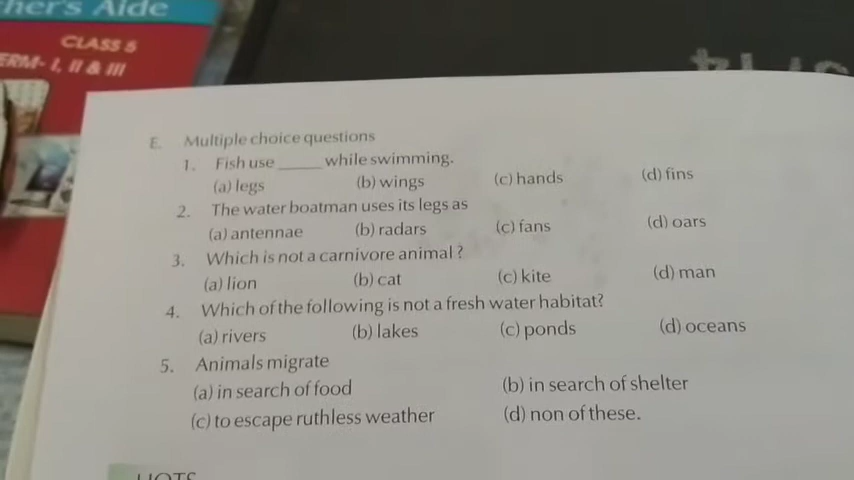 her's Aide
CLASS 5
ERM- I, II & III
E. Multiple choice questions
1. Fish use _____ while swimming.
(a) legs (b) wings (c) hands (d) fins
2. The water boatman uses its legs as
(a) antennae (b) radars (c) fans (d) oars
3. Which is not a carnivore animal ?
(a) lion (b) cat (c) kite (d) man
4. Which of the following is not a fresh water habitat?
(a) rivers (b) lakes (c) ponds (d) oceans
5. Animals migrate
(a) in search of food (b) in search of shelter
(c) to escape ruthless weather (d) non of these.
HOTS